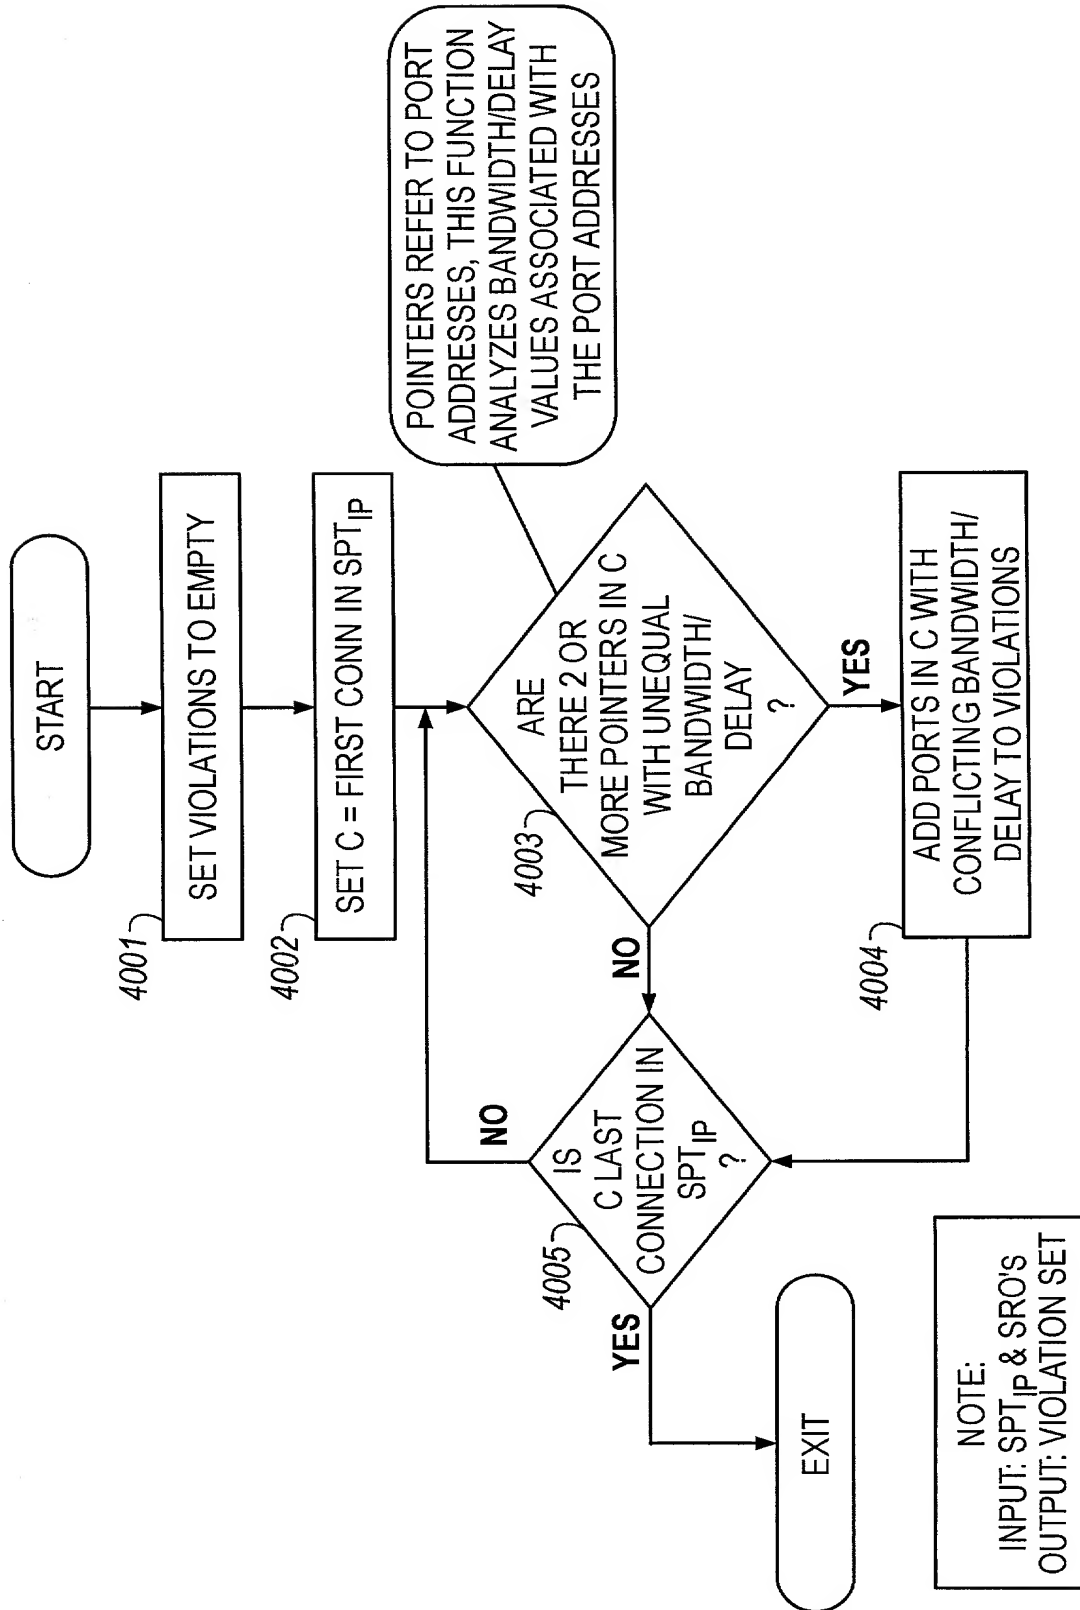 START
4001
SET VIOLATIONS TO EMPTY
4002
SET C = FIRST CONN IN SPTIP
POINTERS REFER TO PORT
ADDRESSES, THIS FUNCTION
ANALYZES BANDWIDTH/DELAY
VALUES ASSOCIATED WITH
THE PORT ADDRESSES
4003
ARE
THERE 2 OR
MORE POINTERS IN C
WITH UNEQUAL
BANDWIDTH/
DELAY
?
NO
YES
4004
ADD PORTS IN C WITH
CONFLICTING BANDWIDTH/
DELAY TO VIOLATIONS
4005
IS
C LAST
CONNECTION IN
SPTIP
?
NO
YES
EXIT
NOTE:
INPUT: SPTIP & SRO'S
OUTPUT: VIOLATION SET